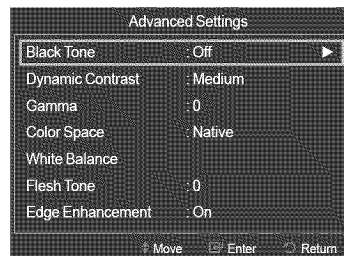 Advanced Settings
Black Tone : Off
Dynamic Contrast : Medium
Gamma : 0
Color Space : Native
White Balance
Flesh Tone : 0
Edge Enhancement : On
Move Enter Return